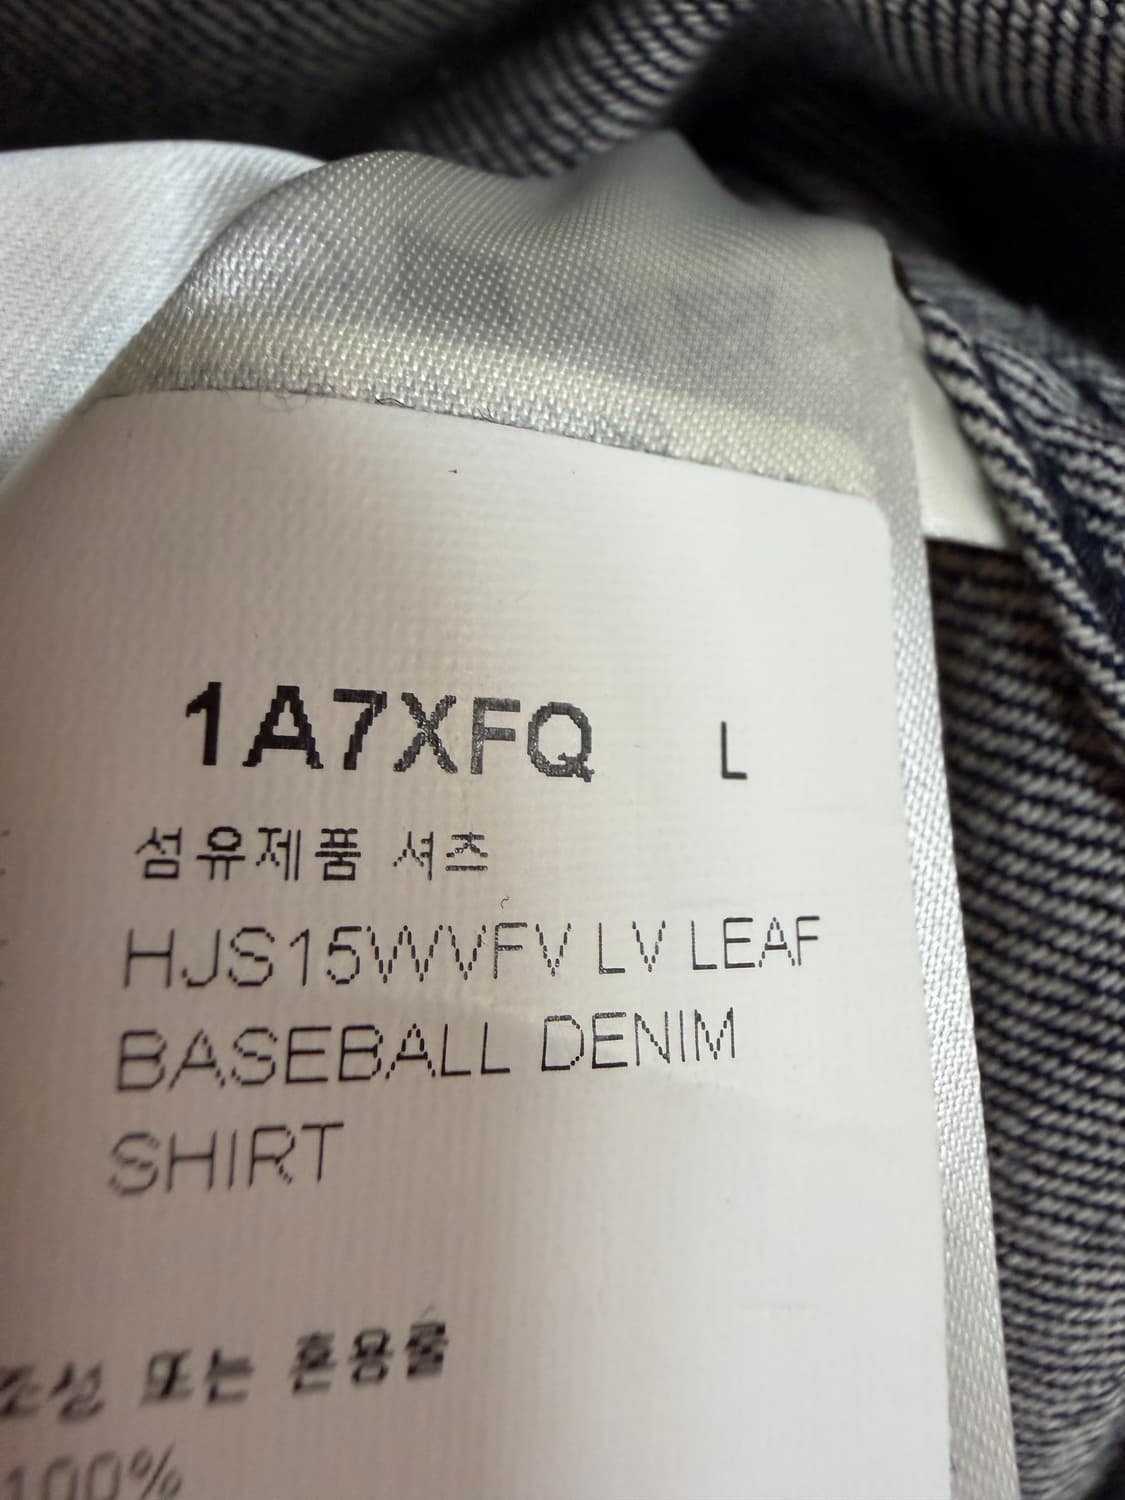 1A7XFQ L
섬유제품 셔츠
HJS15WVFV LV LEAF
BASEBALL DENIM
SHIRT
조성 또는 혼용율
100%